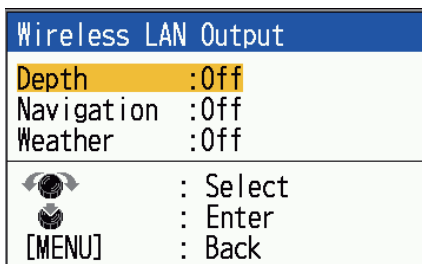 Wireless LAN Output
Depth :Off
Navigation :Off
Weather :Off
: Select
: Enter
[MENU] : Back